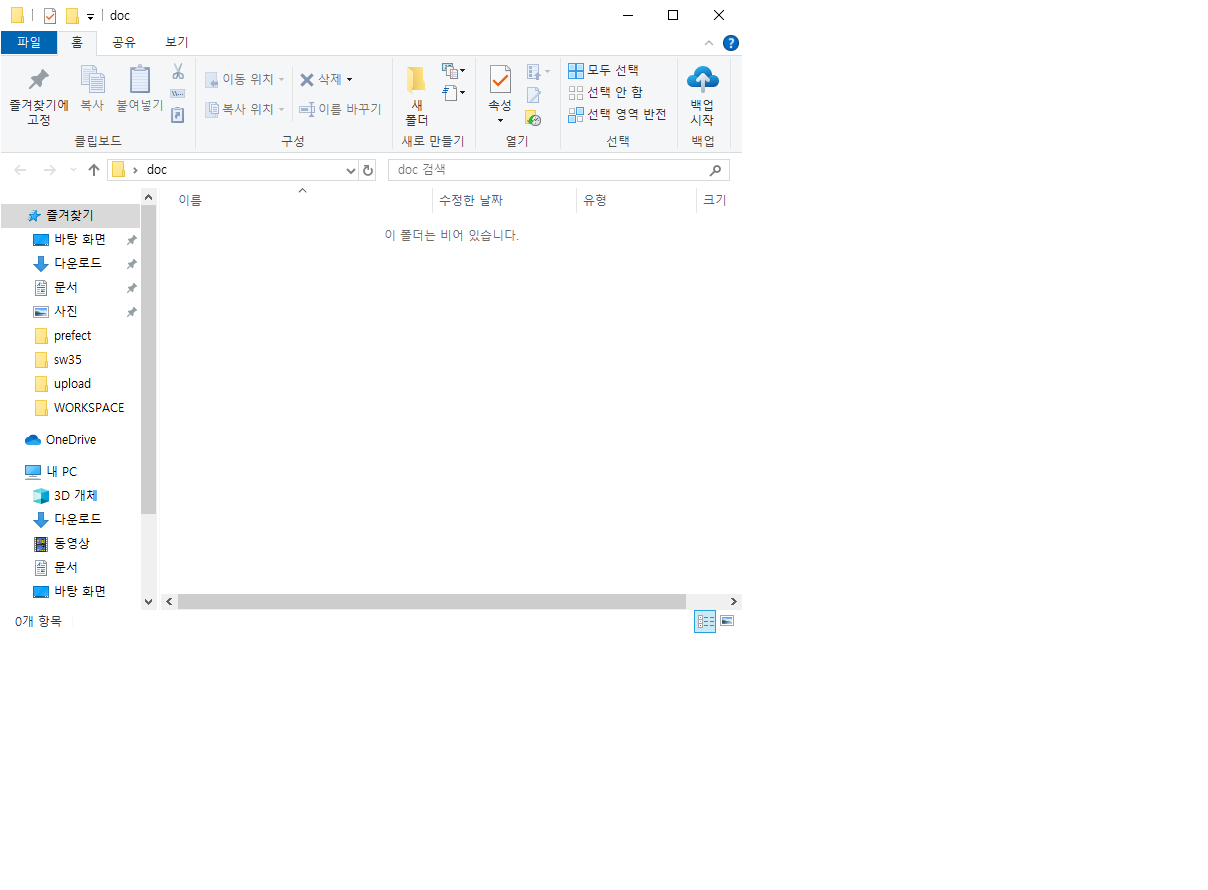 doc
파일 홈 공유 보기
즐겨찾기에 고정
복사
붙여넣기
클립보드
이동 위치
복사 위치
삭제
이름 바꾸기
구성
새 폴더
새로 만들기
속성
열기
모두 선택
선택 안 함
선택 영역 반전
선택
백업 시작
백업
doc
doc 검색
이름 수정한 날짜 유형 크기
이 폴더는 비어 있습니다.
즐겨찾기
바탕 화면
다운로드
문서
사진
prefect
sw35
upload
WORKSPACE
OneDrive
내 PC
3D 개체
다운로드
동영상
문서
바탕 화면
0개 항목